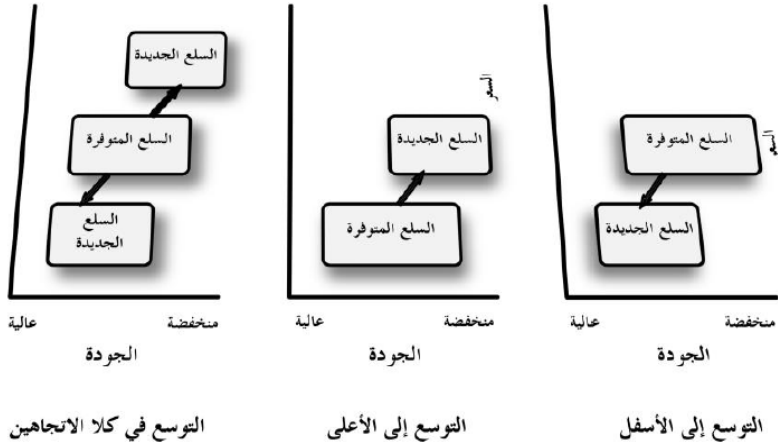 السعر
السلع المتوفرة
السلع الجديدة
منخفضة
عالية
الجودة
التوسع إلى الأسفل
السعر
السلع الجديدة
السلع المتوفرة
منخفضة
عالية
الجودة
التوسع إلى الأعلى
السلع الجديدة
السلع المتوفرة
السلع
الجديدة
منخفضة
عالية
الجودة
التوسع في كلا الاتجاهين